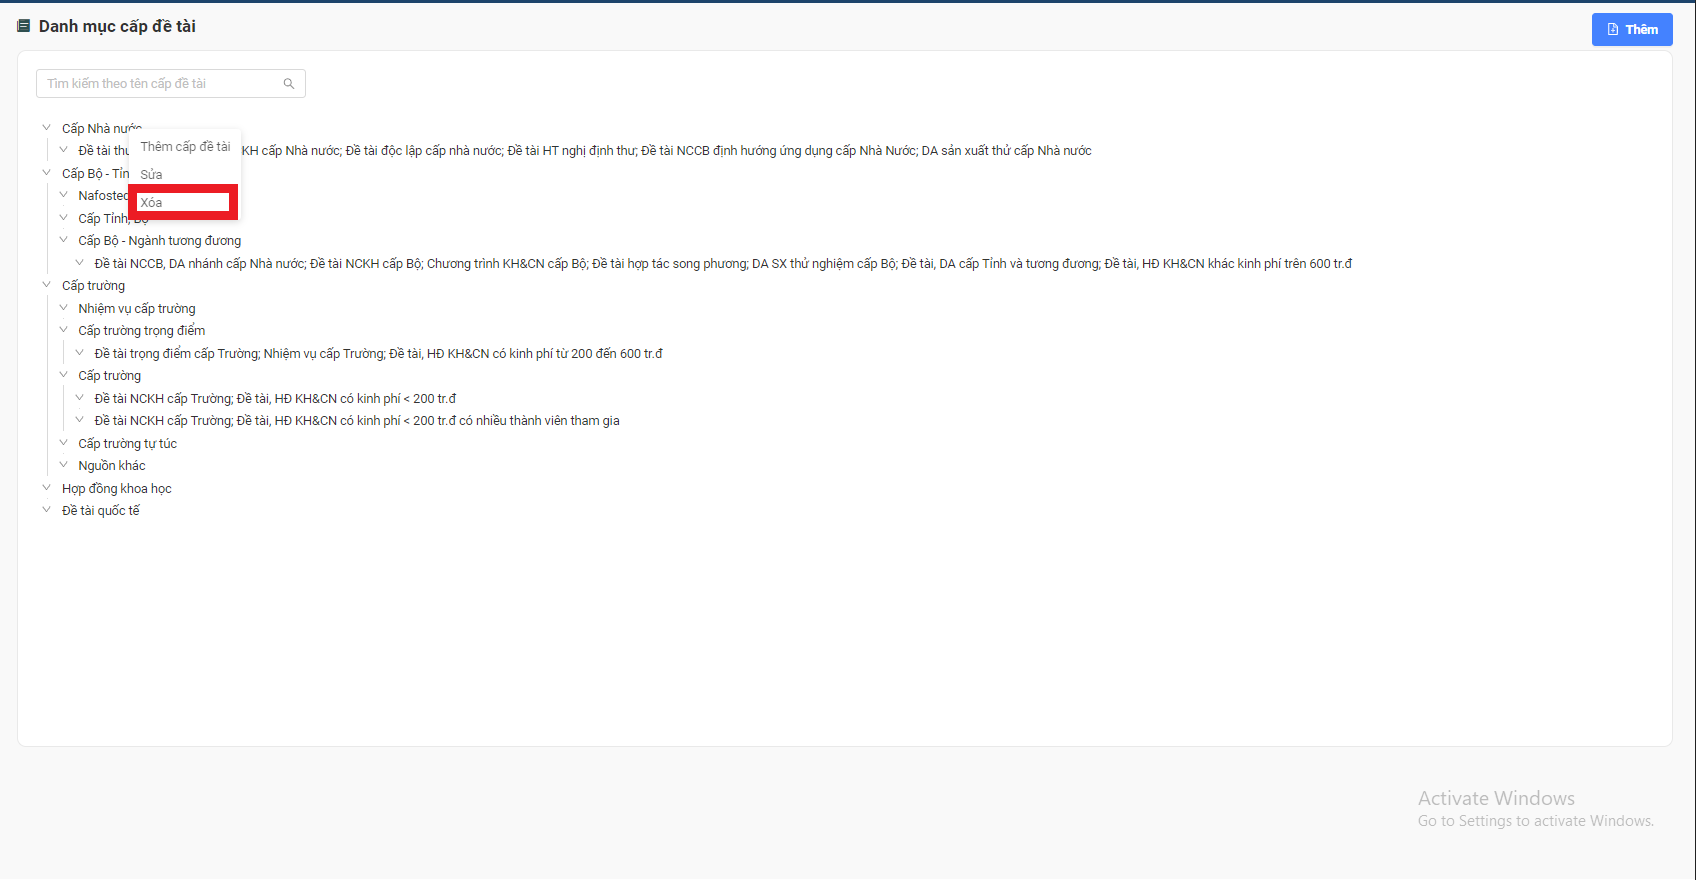 Danh mục cấp đề tài
Thêm
Tìm kiếm theo tên cấp đề tài
Cấp Nhà nước
Thêm cấp đề tài
Đề tài KH cấp Nhà nước; Đề tài độc lập cấp nhà nước; Đề tài HT nghị định thư; Đề tài NCCB định hướng ứng dụng cấp Nhà Nước; DA sản xuất thử cấp Nhà nước
Cấp Bộ -
Sửa
Xóa
Cấp Tỉnh, Bộ
Cấp Bộ - Ngành tương đương
Đề tài NCCB, DA nhánh cấp Nhà nước; Đề tài NCKH cấp Bộ; Chương trình KH&CN cấp Bộ; Đề tài hợp tác song phương; DA SX thử nghiệm cấp Bộ; Đề tài, DA cấp Tỉnh và tương đương; Đề tài, HĐ KH&CN khác kinh phí trên 600 tr.đ
Cấp trường
Nhiệm vụ cấp trường
Cấp trường trọng điểm
Đề tài trọng điểm cấp Trường; Nhiệm vụ cấp Trường; Đề tài, HĐ KH&CN có kinh phí từ 200 đến 600 tr.đ
Cấp trường
Đề tài NCKH cấp Trường; Đề tài, HĐ KH&CN có kinh phí < 200 tr.đ
Đề tài NCKH cấp Trường; Đề tài, HĐ KH&CN có kinh phí < 200 tr.đ có nhiều thành viên tham gia
Cấp trường tự túc
Nguồn khác
Hợp đồng khoa học
Đề tài quốc tế
Activate Windows
Go to Settings to activate Windows.